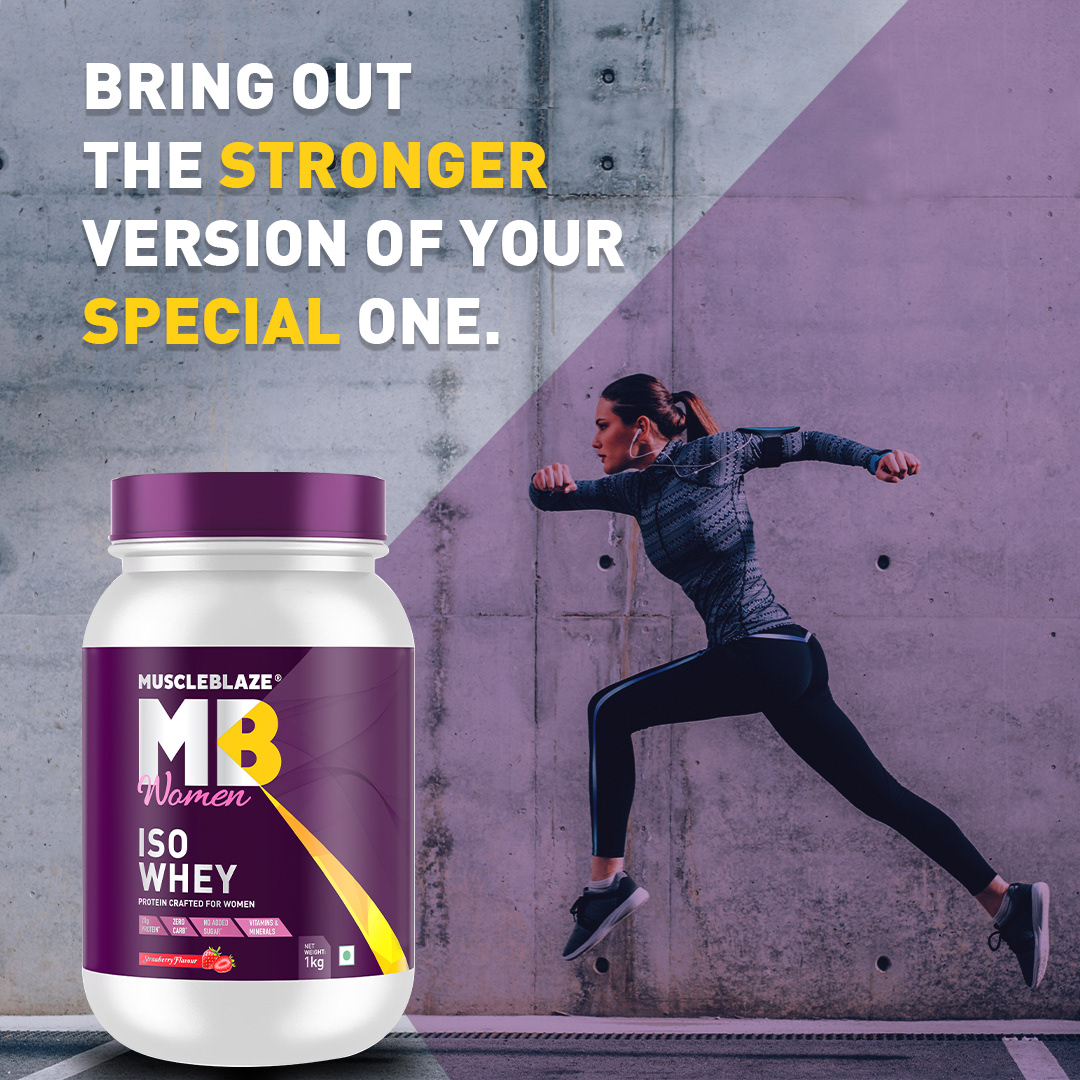 BRING OUT
THE STRONGER
VERSION OF YOUR
SPECIAL ONE.
MUSCLEBLAZE®
MB
Women
ISO
WHEY
PROTEIN CRAFTED FOR WOMEN
PROTEIN*
ZERO
CARB*
NO ADDED
SUGAR*
VITAMINS &
MINERALS
Strawberry Flavour
NET
WEIGHT:
1kg